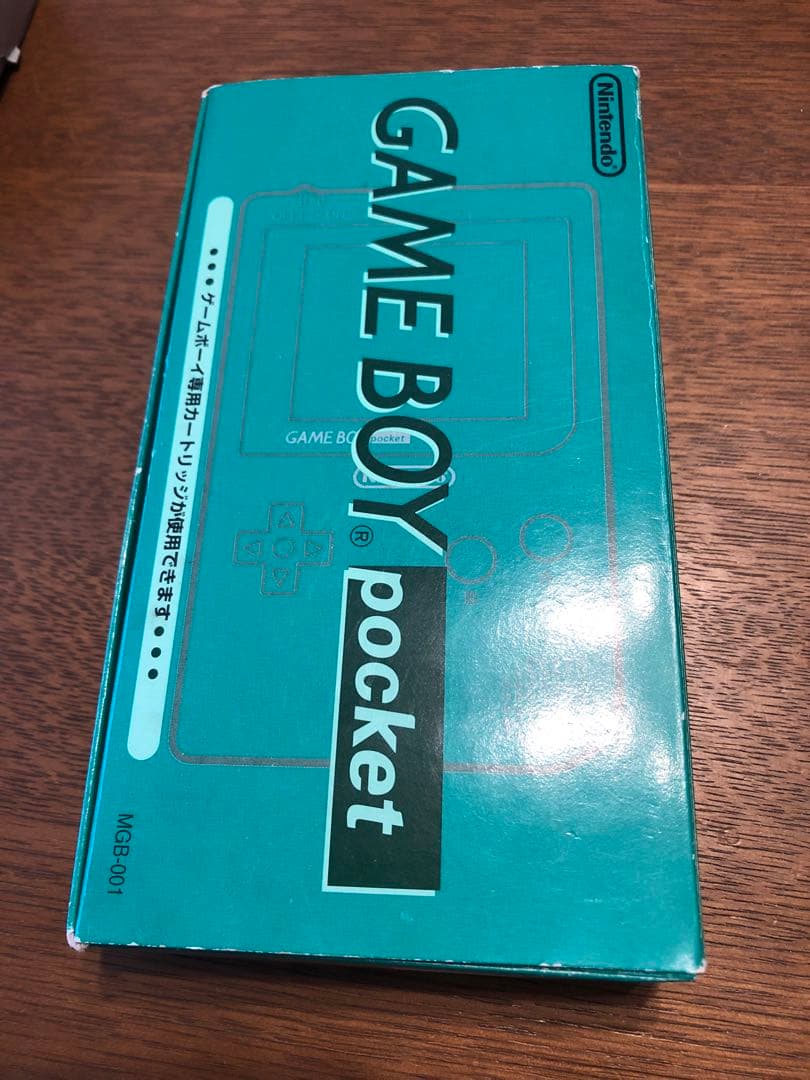 Nintendo®
GAME BOY®
pocket
GAME BOY pocket
•••ゲームボーイ専用カートリッジが使用できます•••
MGB-001